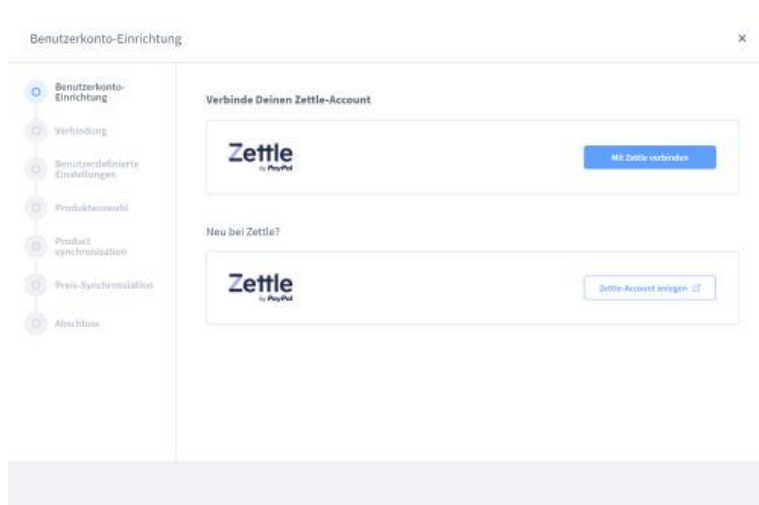 Benutzerkonto-Einrichtung
×
Benutzerkonto-
Einrichtung
Verbindung
Benutzerdefinierte
Einstellungen
Produktauswahl
Product
synchronisation
Preis-Synchronisation
Abschluss
Verbinde Deinen Zettle-Account
Zettle
by PayPal
Mit Zettle verbinden
Neu bei Zettle?
Zettle
by PayPal
Zettle-Account anlegen